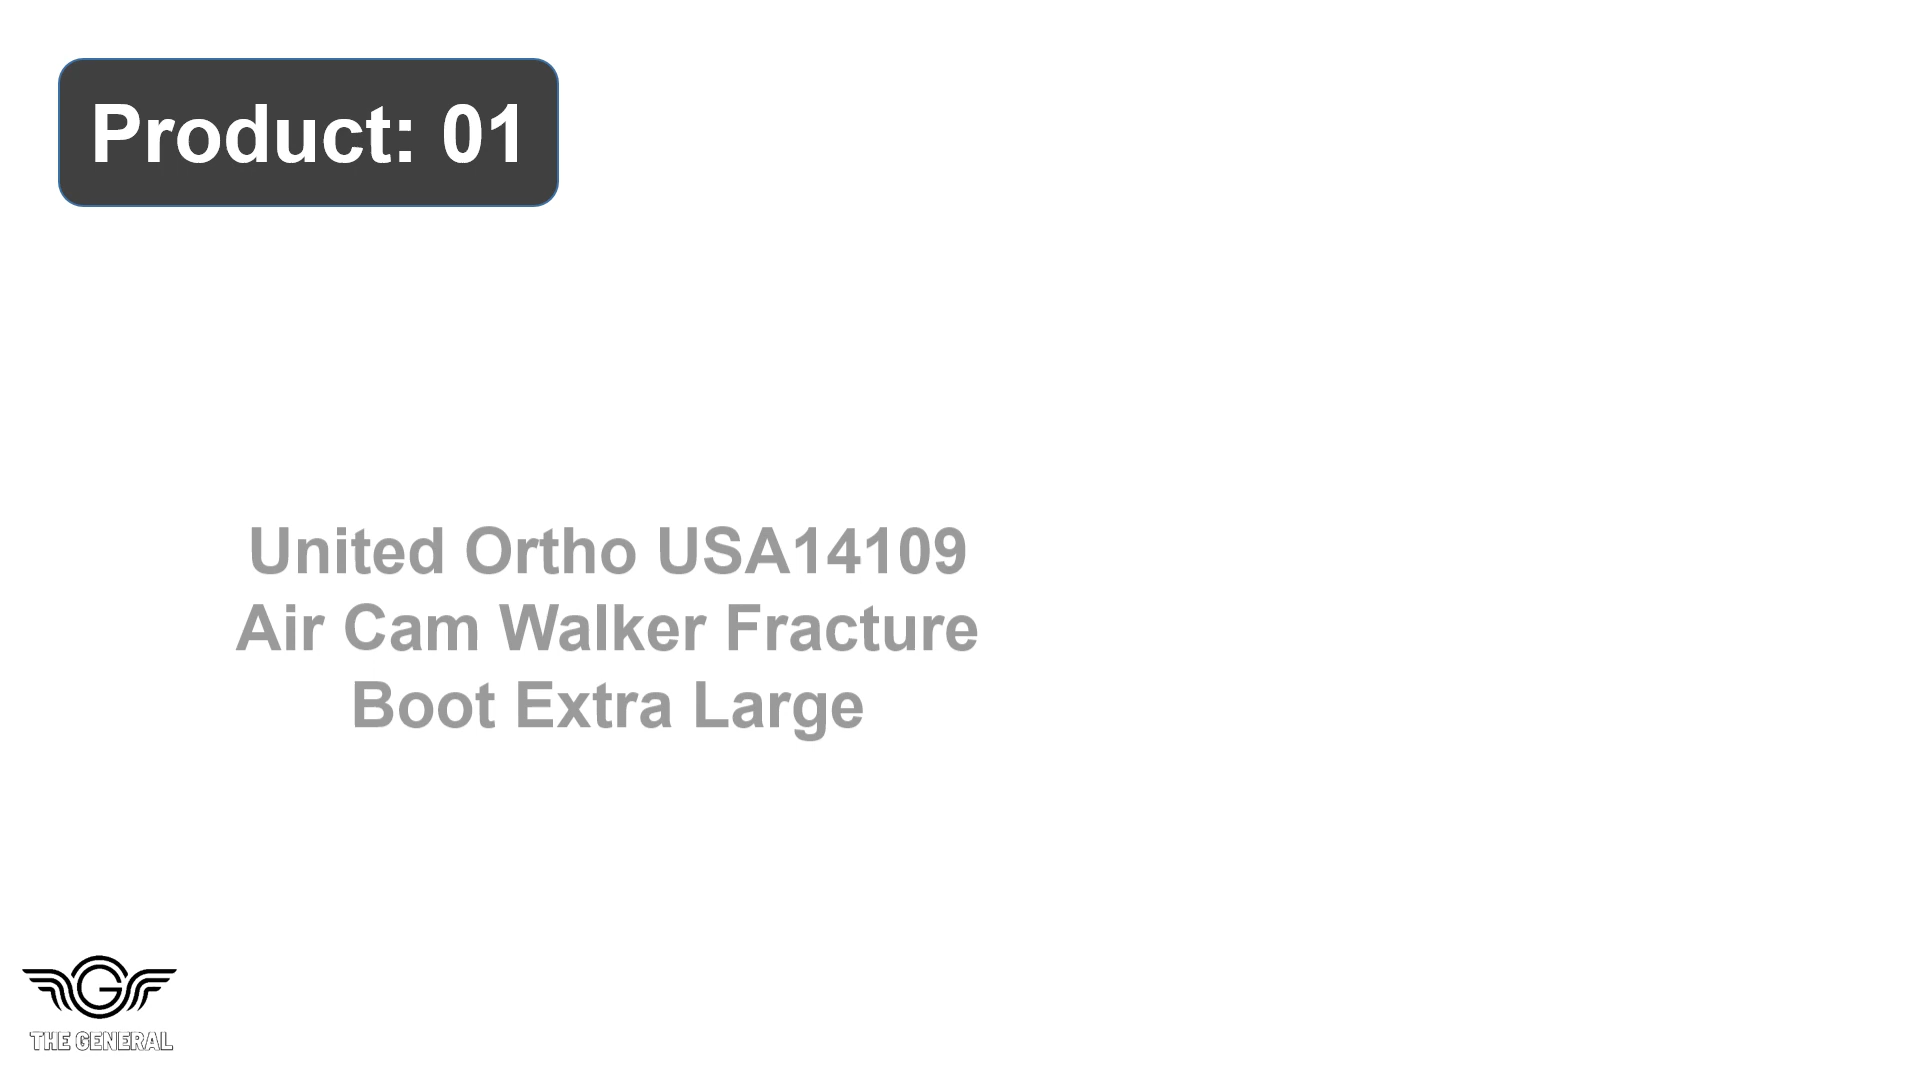 Product: 01
United Ortho USA14109
Air Cam Walker Fracture
Boot Extra Large
G
THE GENERAL